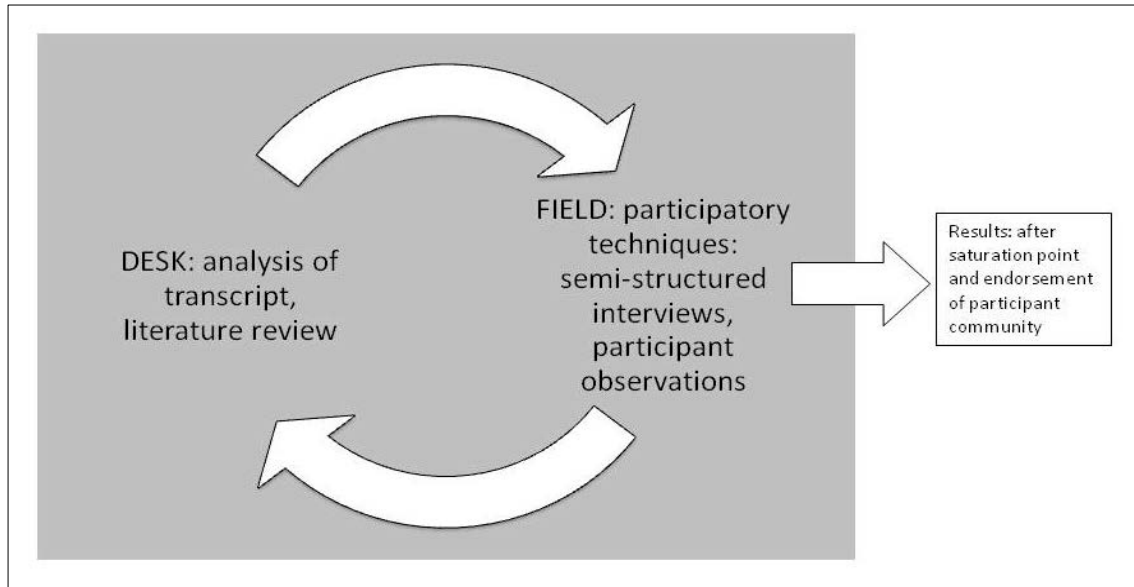 DESK: analysis of
transcript,
literature review
FIELD: participatory
techniques:
semi-structured
interviews,
participant
observations
Results: after
saturation point
and endorsement
of participant
community